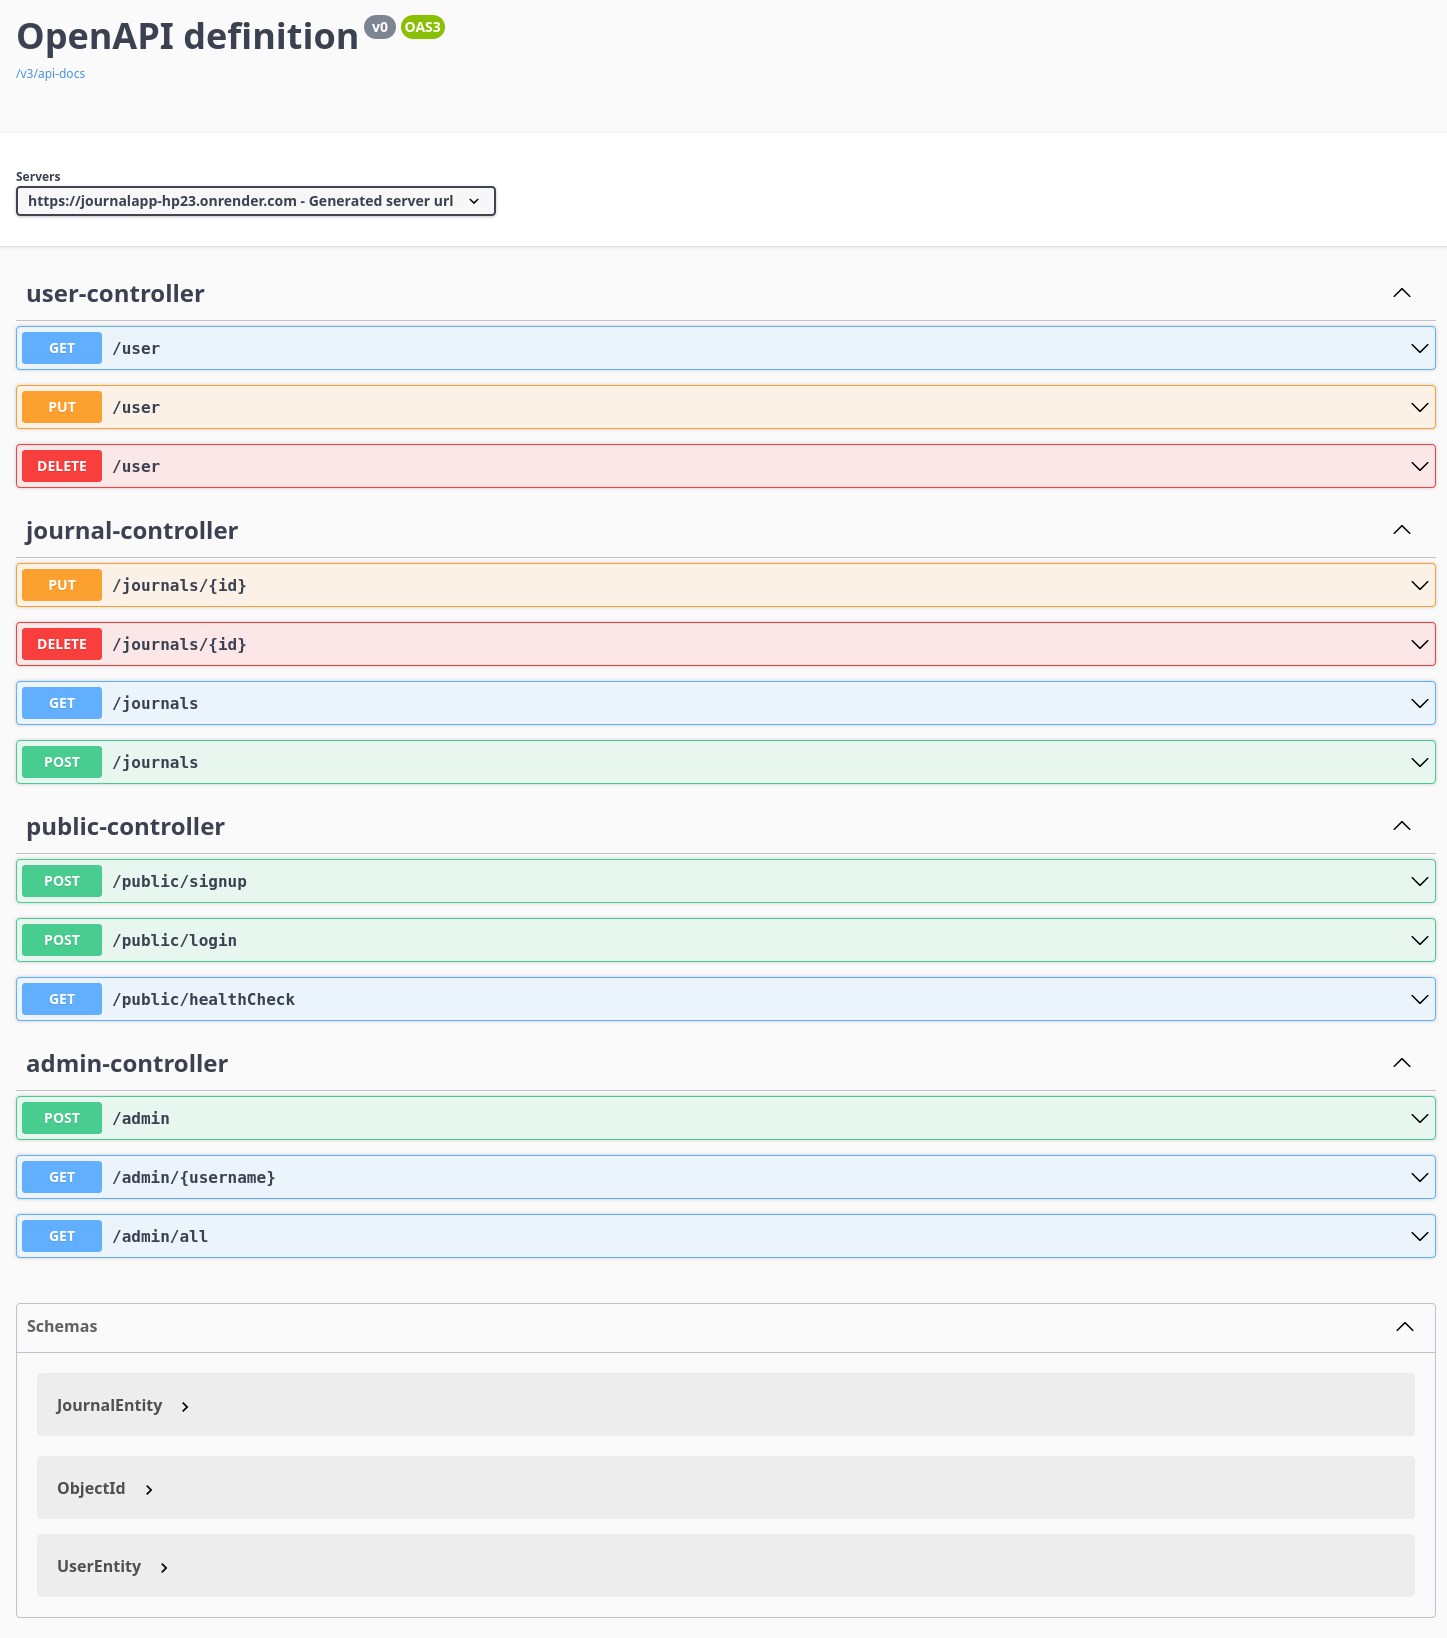 OpenAPI definition v0 OAS3
/v3/api-docs
Servers
https://journalapp-hp23.onrender.com - Generated server url
user-controller
GET /user
PUT /user
DELETE /user
journal-controller
PUT /journals/{id}
DELETE /journals/{id}
GET /journals
POST /journals
public-controller
POST /public/signup
POST /public/login
GET /public/healthCheck
admin-controller
POST /admin
GET /admin/{username}
GET /admin/all
Schemas
JournalEntity
ObjectId
UserEntity